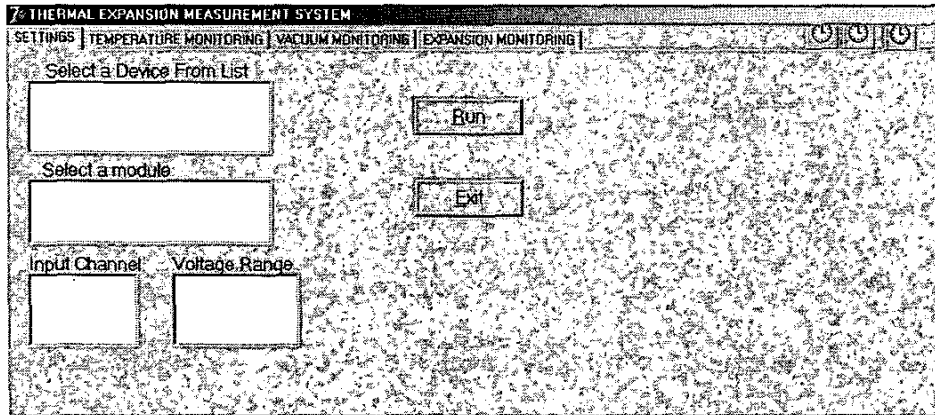 THERMAL EXPANSION MEASUREMENT SYSTEM
SETTINGS TEMPERATURE MONITORING VACUUM MONITORING EXPANSION MONITORING
Select a Device From List
Run
Select a module
Exit
Input Channel Voltage Range